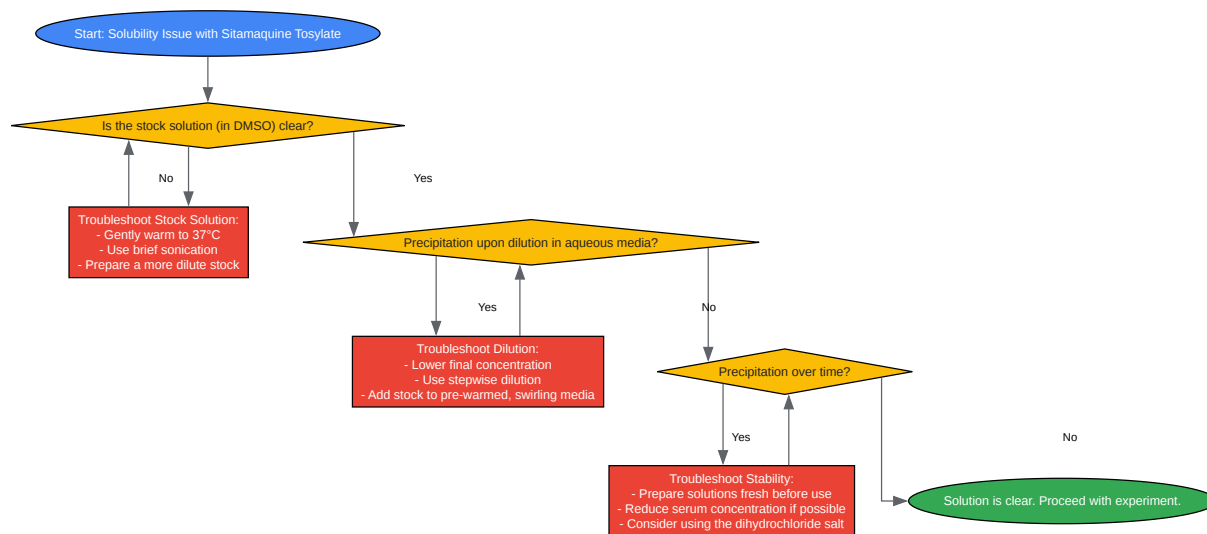 Start: Solubility Issue with Sitamaquine Tosylate
Is the stock solution (in DMSO) clear?
No
Yes
Troubleshoot Stock Solution:
- Gently warm to 37°C
- Use brief sonication
- Prepare a more dilute stock
Precipitation upon dilution in aqueous media?
Yes
No
Troubleshoot Dilution:
- Lower final concentration
- Use stepwise dilution
- Add stock to pre-warmed, swirling media
Precipitation over time?
Yes
No
Troubleshoot Stability:
- Prepare solutions fresh before use
- Reduce serum concentration if possible
- Consider using the dihydrochloride salt
Solution is clear. Proceed with experiment.